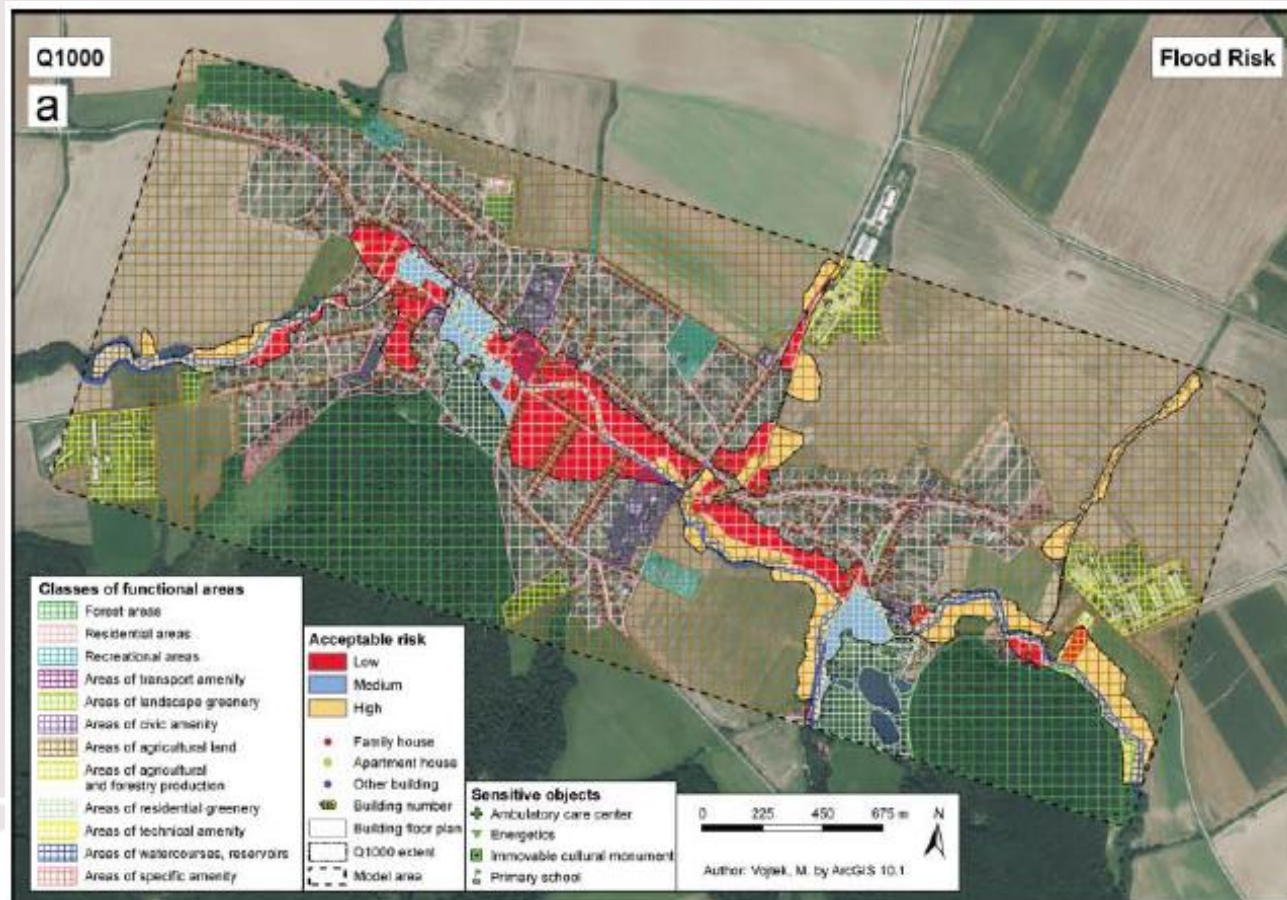 Q1000
Flood Risk
a
Classes of functional areas
Forest areas
Residential areas
Recreational areas
Areas of transport amenity
Areas of landscape greenery
Areas of civic amenity
Areas of agricultural land
Areas of agricultural
and forestry production
Areas of residential greenery
Areas of technical amenity
Areas of watercourses, reservoirs
Areas of specific amenity
Acceptable risk
Low
Medium
High
Family house
Apartment house
Other building
Building number
Building floor plan
Q1000 extent
Model area
Sensitive objects
Ambulatory care center
Energetics
Immovable cultural monument
Primary school
0 225 450 675 m
N
Author: Vojtek, M. by ArcGIS 10.1